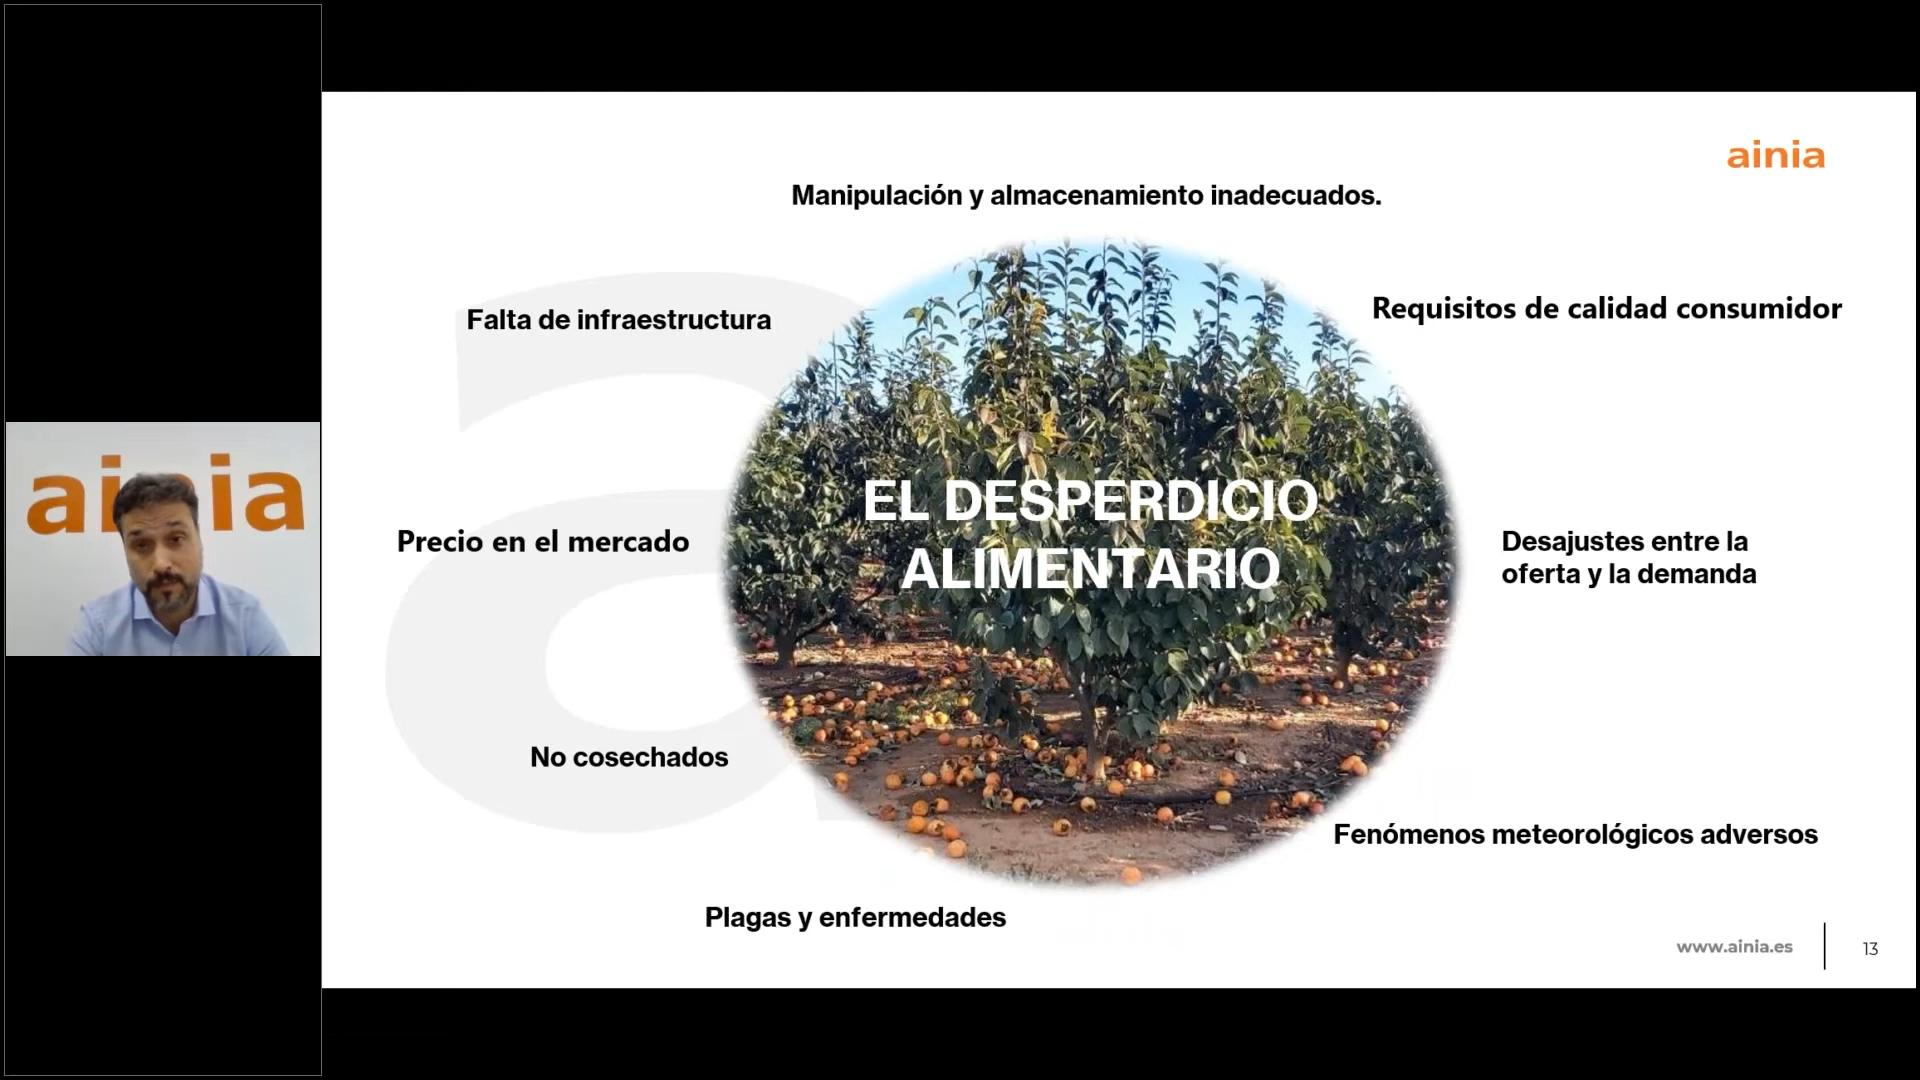 ainia
Manipulación y almacenamiento inadecuados.
Falta de infraestructura
Requisitos de calidad consumidor
EL DESPERDICIO
ALIMENTARIO
Precio en el mercado
Desajustes entre la
oferta y la demanda
No cosechados
Fenómenos meteorológicos adversos
Plagas y enfermedades
www.ainia.es
13
ainia